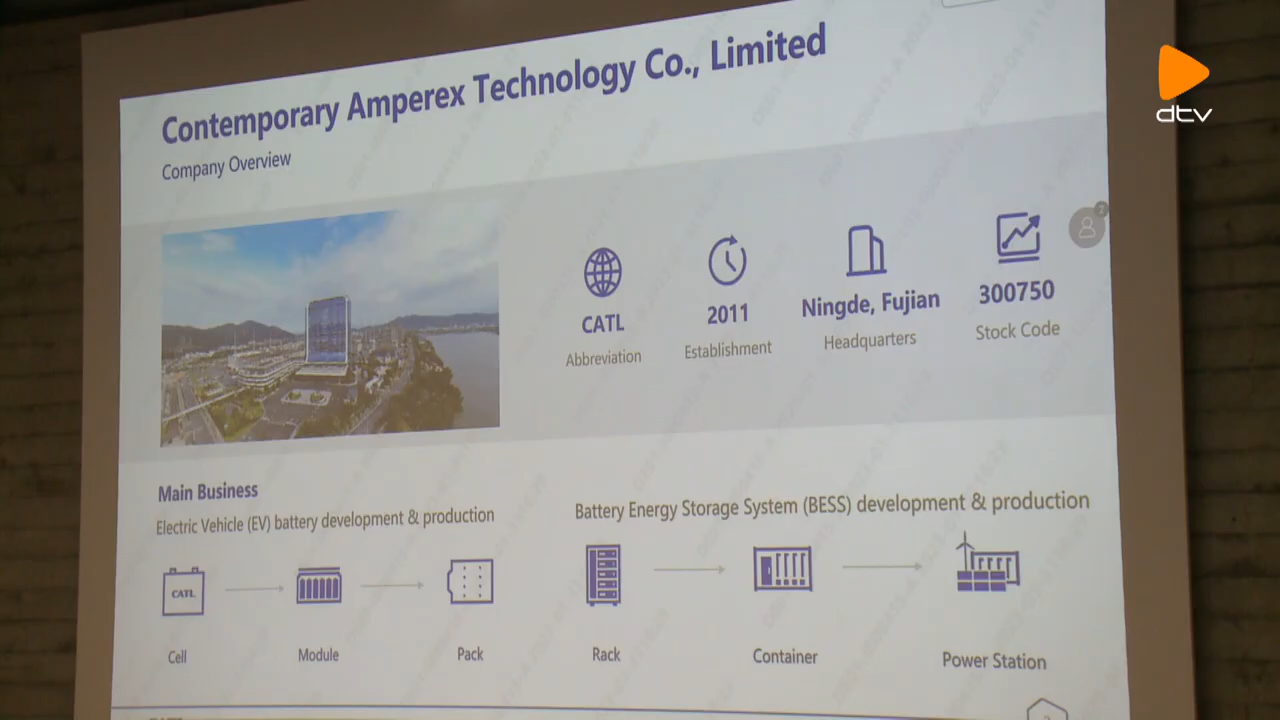 Contemporary Amperex Technology Co., Limited
Company Overview
dtv
2
CATL
Abbreviation
2011
Establishment
Ningde, Fujian
Headquarters
300750
Stock Code
Main Business
Electric Vehicle (EV) battery development & production
Battery Energy Storage System (BESS) development & production
CATL
Cell
Module
Pack
Rack
Container
Power Station